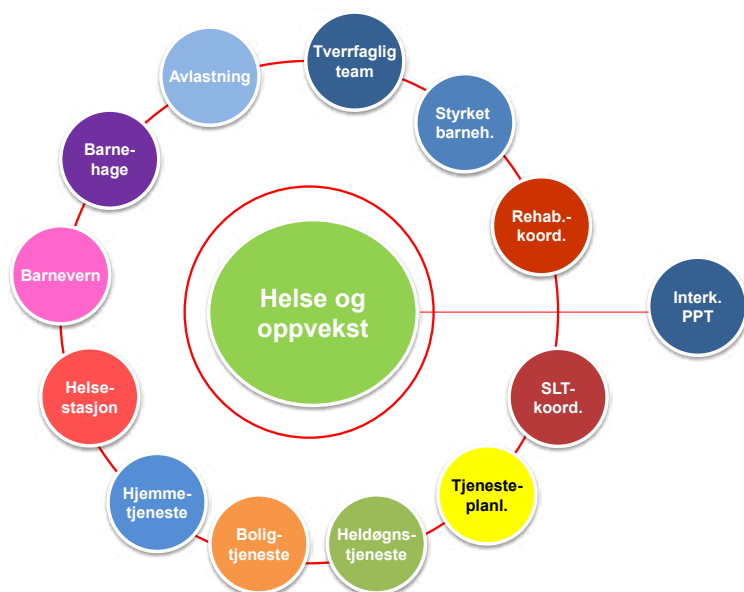 Tverrfaglig
team
Avlastning
Styrket
barneh.
Barne-
hage
Rehab.-
koord.
Barnevern
Helse og
oppvekst
Interk.
PPT
Helse-
stasjon
SLT-
koord.
Hjemme-
tjeneste
Tjeneste-
planl.
Bolig-
tjeneste
Heldøgns-
tjeneste